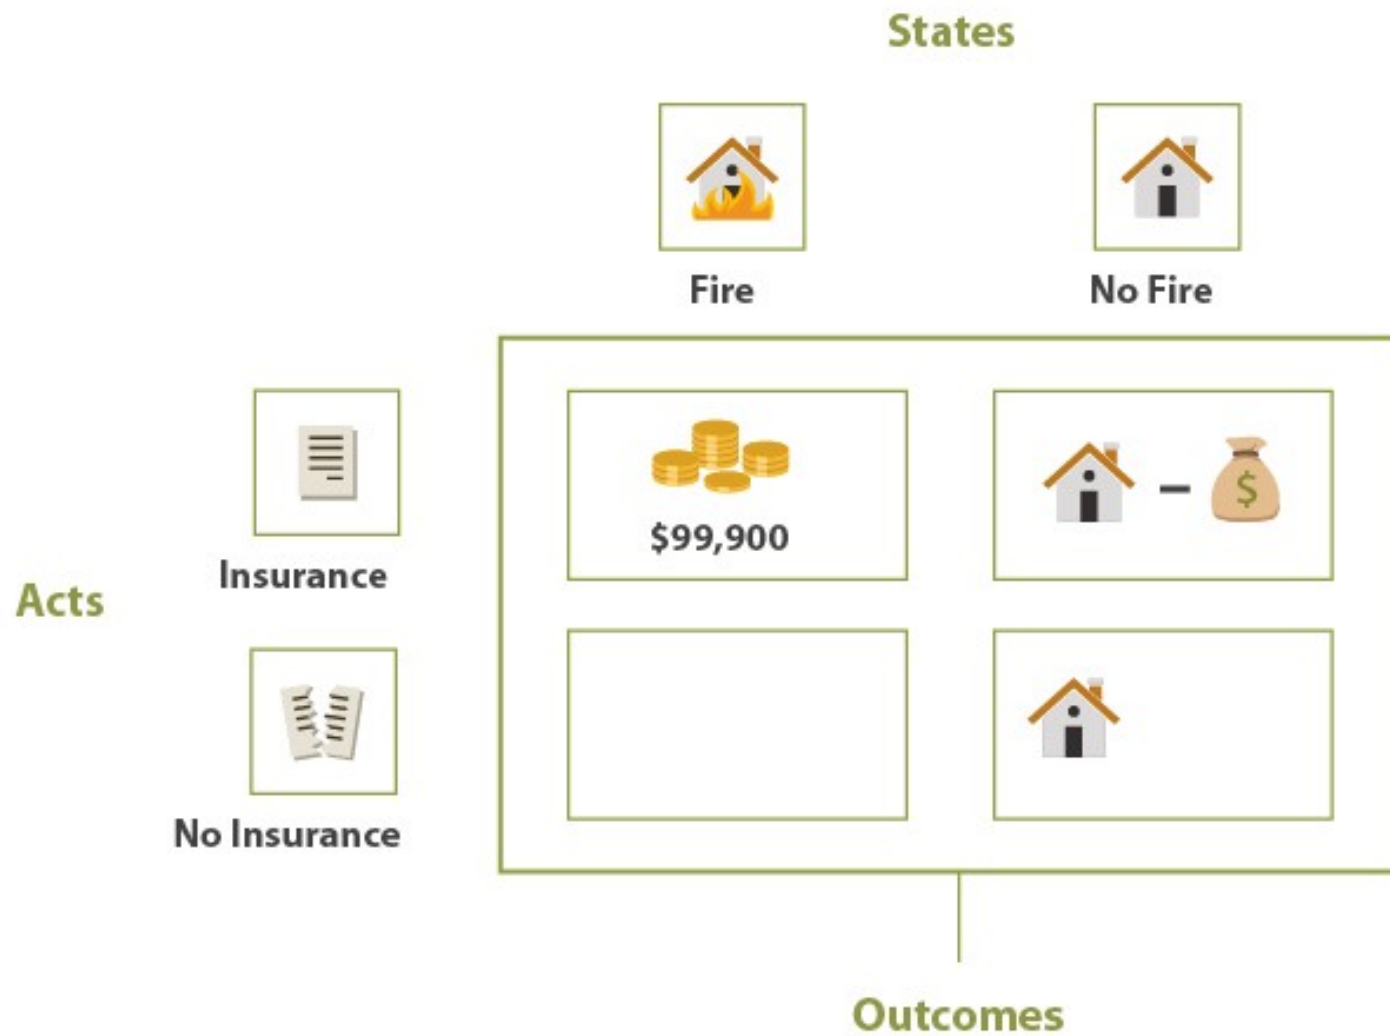 States
Fire
No Fire
$
$99,900
Insurance
Acts
No Insurance
Outcomes